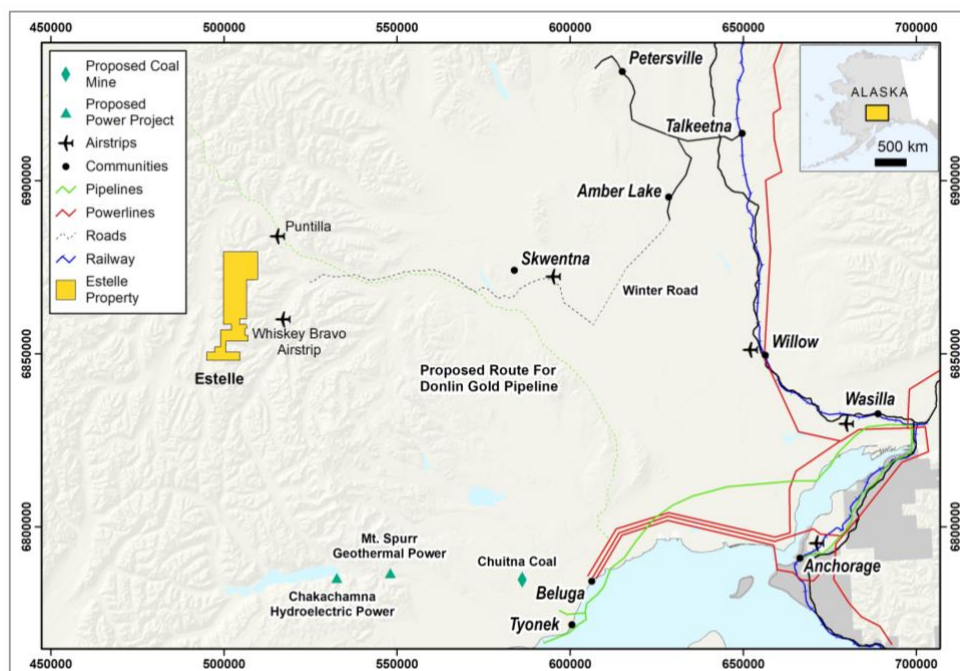 450000 500000 550000 600000 650000 700000
Proposed Coal
Mine
Proposed
Power Project
Airstrips
Communities
Pipelines
Powerlines
Roads
Railway
Estelle
Property
ALASKA
500 km
Petersville
Talkeetna
6900000
6900000
Amber Lake
Puntilla
Skwentna
Winter Road
Whiskey Bravo
Airstrip
Estelle
6850000
6850000
Willow
Proposed Route For
Donlin Gold Pipeline
Wasilla
6800000
6800000
Mt. Spurr
Geothermal Power
Chuitna Coal
Anchorage
Chakachamna
Hydroelectric Power
Beluga
Tyonek
450000 500000 550000 600000 650000 700000